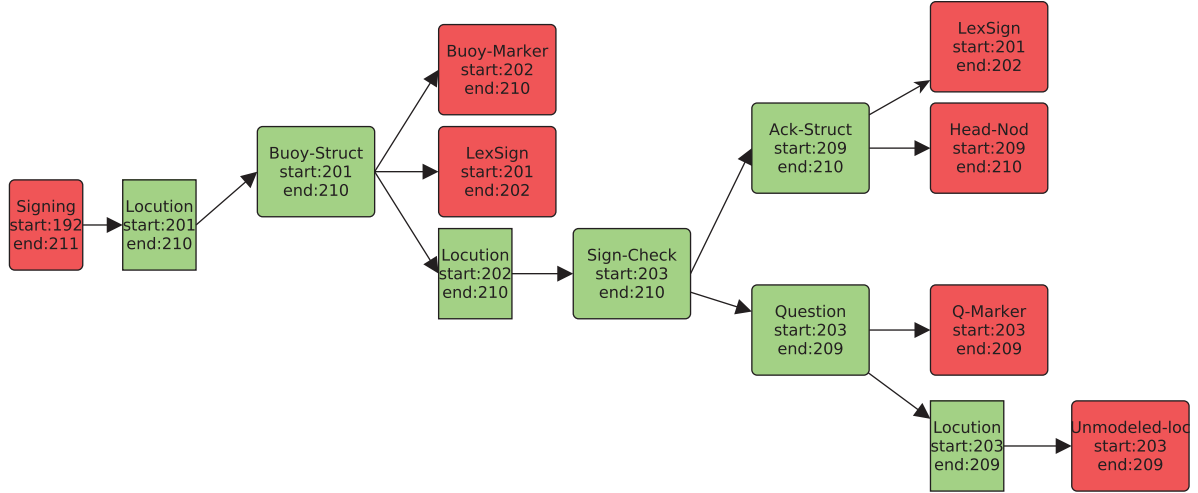 Signing
start:192
end:211
Locution
start:201
end:210
Buoy-Struct
start:201
end:210
Buoy-Marker
start:202
end:210
LexSign
start:201
end:202
Locution
start:202
end:210
Sign-Check
start:203
end:210
Ack-Struct
start:209
end:210
LexSign
start:201
end:202
Head-Nod
start:209
end:210
Question
start:203
end:209
Q-Marker
start:203
end:209
Locution
start:203
end:209
Unmodeled-loc
start:203
end:209